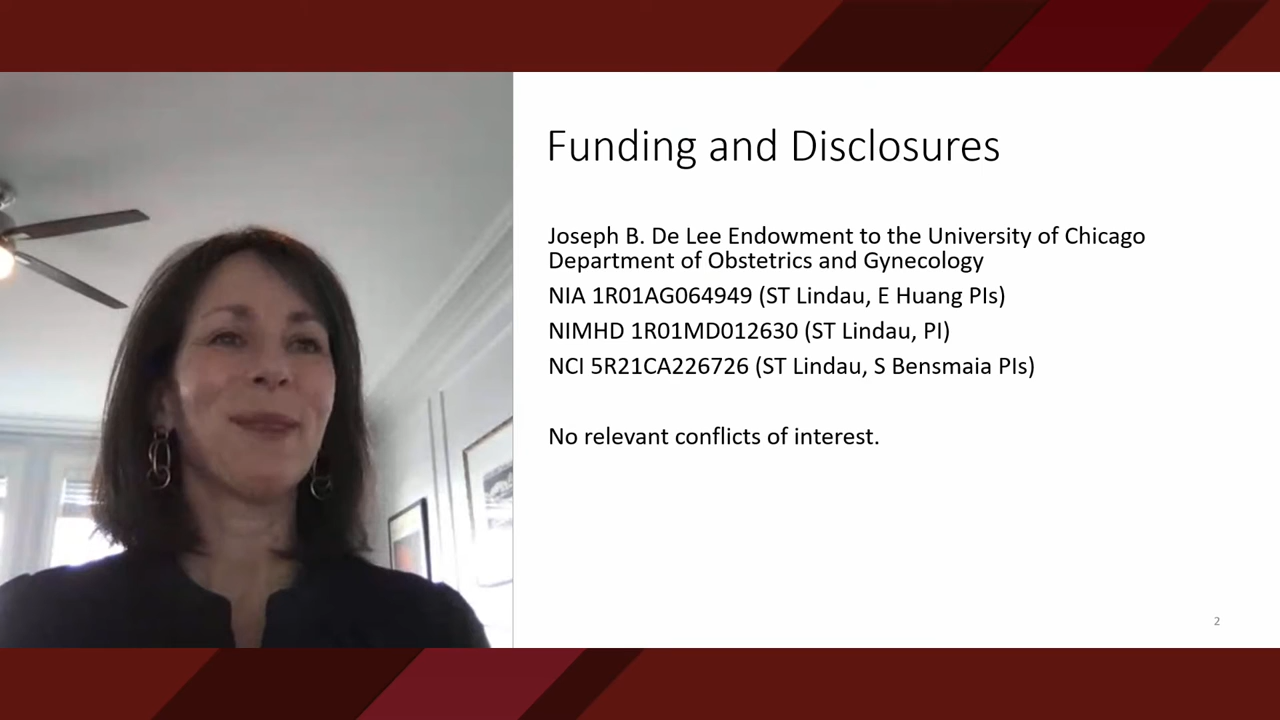 Funding and Disclosures
Joseph B. De Lee Endowment to the University of Chicago
Department of Obstetrics and Gynecology
NIA 1R01AG064949 (ST Lindau, E Huang PIs)
NIMHD 1R01MD012630 (ST Lindau, PI)
NCI 5R21CA226726 (ST Lindau, S Bensmaia PIs)
No relevant conflicts of interest.
2